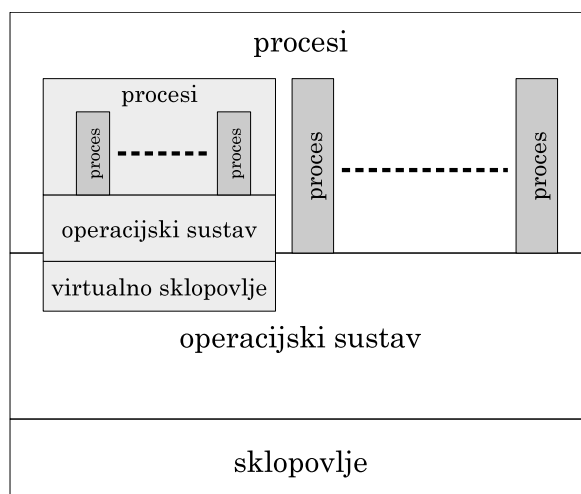 procesi
procesi
proces
proces
proces
proces
operacijski sustav
virtualno sklopovlje
operacijski sustav
sklopovlje